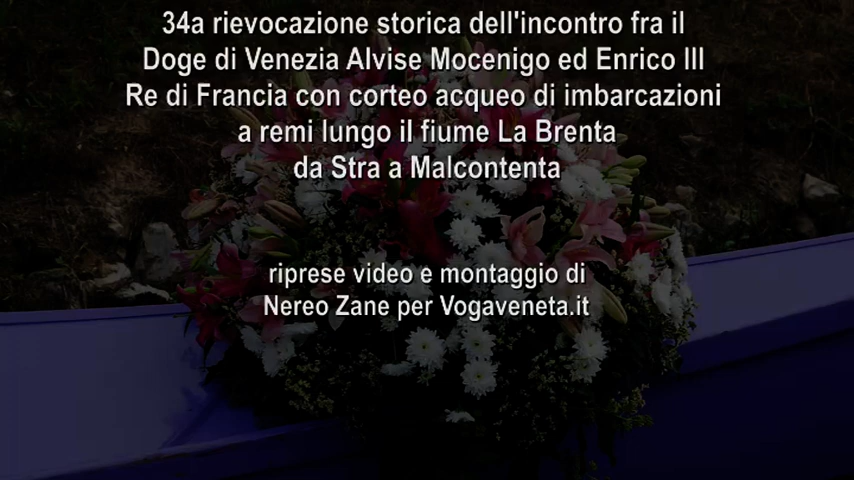 34a rievocazione storica dell'incontro fra il
Doge di Venezia Alvise Mocenigo ed Enrico III
Re di Francia con corteo acqueo di imbarcazioni
a remi lungo il fiume La Brenta
da Stra a Malcontenta
riprese video e montaggio di
Nereo Zane per Vogaveneta.it